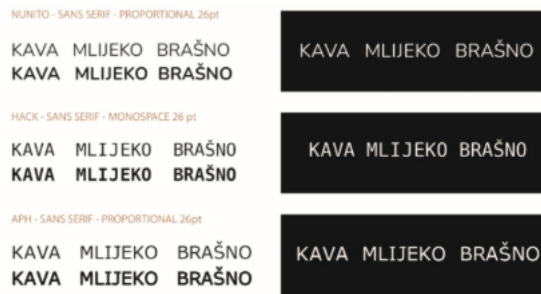 NUNITO - SANS SERIF - PROPORTIONAL 26pt
KAVA MLIJEKO BRAŠNO
KAVA MLIJEKO BRAŠNO
KAVA MLIJEKO BRAŠNO
HACK - SANS SERIF - MONOSPACE 26 pt
KAVA MLIJEKO BRAŠNO
KAVA MLIJEKO BRAŠNO
KAVA MLIJEKO BRAŠNO
APH - SANS SERIF - PROPORTIONAL 26pt
KAVA MLIJEKO BRAŠNO
KAVA MLIJEKO BRAŠNO
KAVA MLIJEKO BRAŠNO